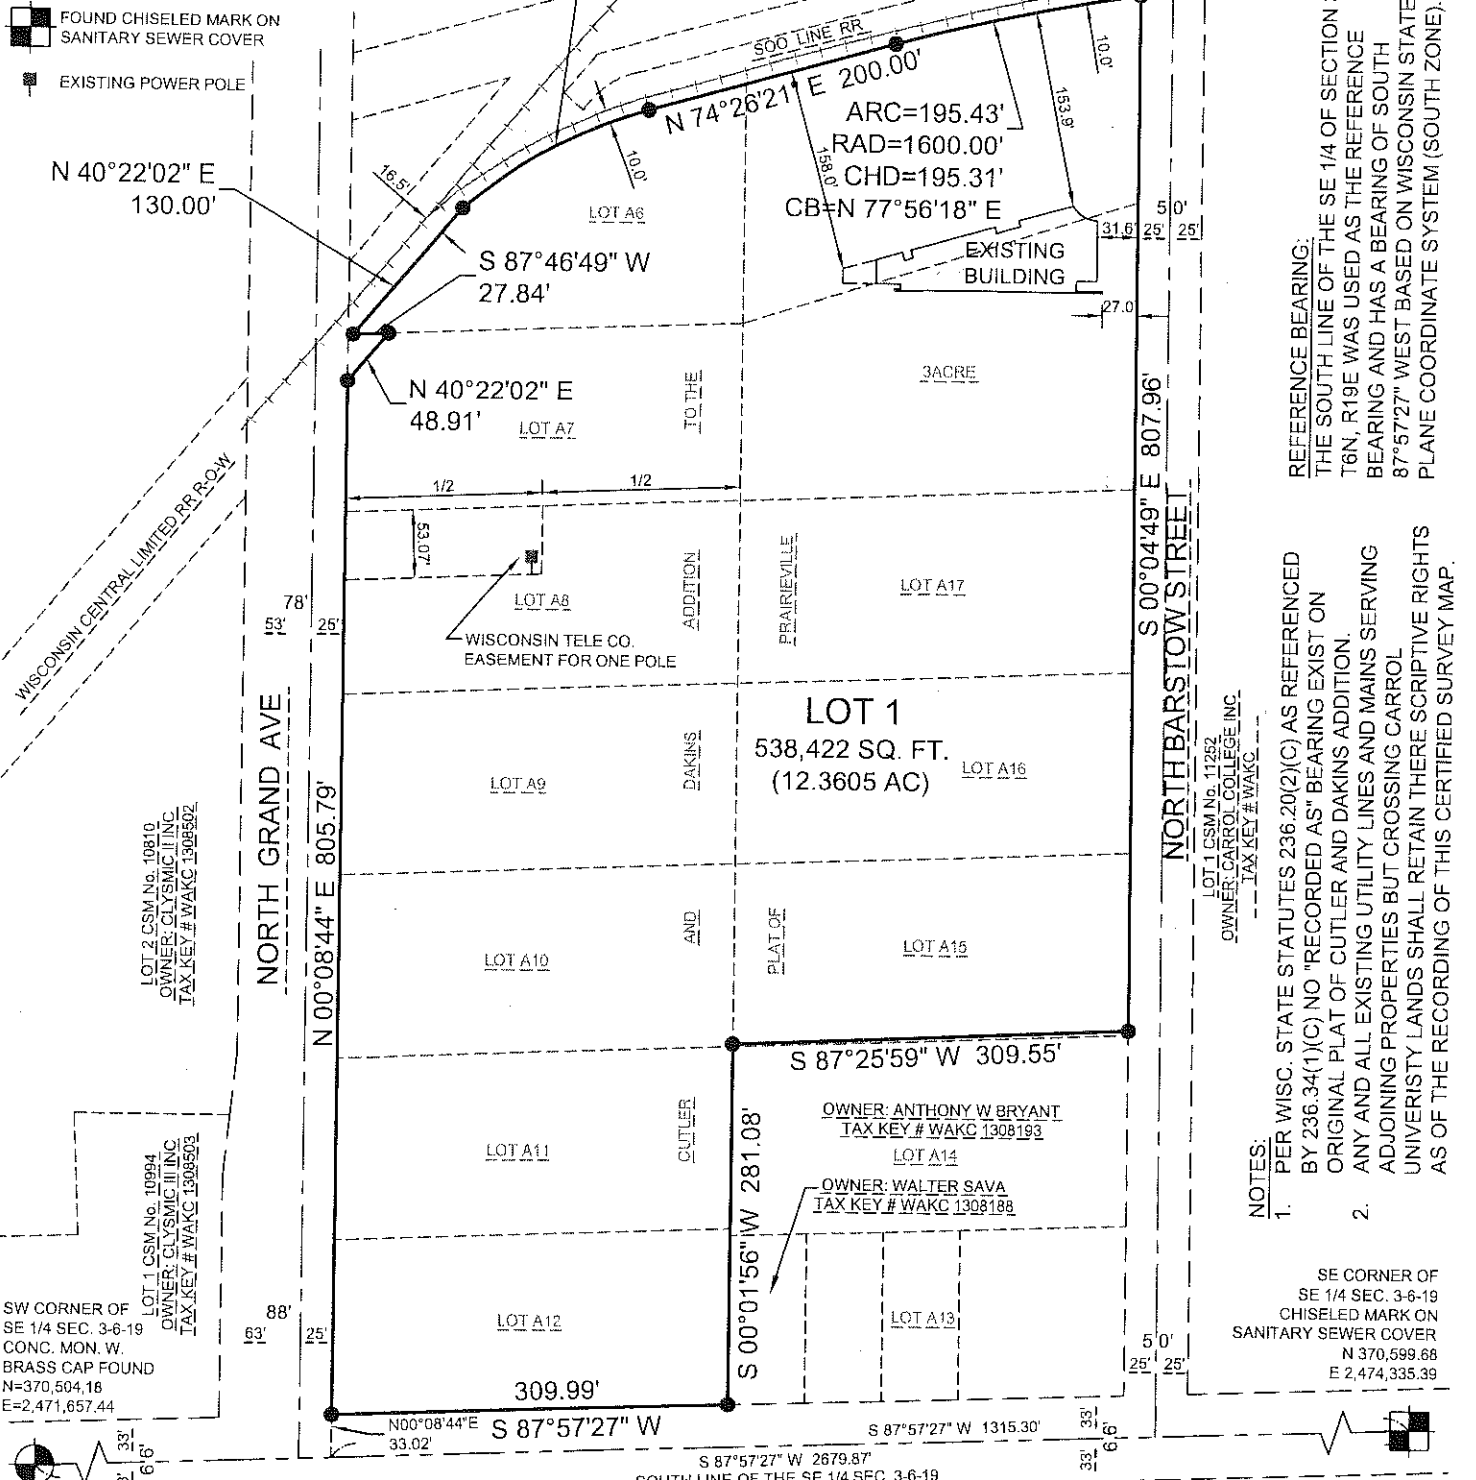 FOUND CHISELED MARK ON
SANITARY SEWER COVER
EXISTING POWER POLE
N 40°22'02" E
130.00'
16.5'
SOO LINE RR
N 74°26'21" E 200.00'
10.0'
10.0'
ARC=195.43'
RAD=1600.00'
CHD=195.31'
CB=N 77°56'18" E
158.0'
153.9'
LOT A6
S 87°46'49" W
27.84'
EXISTING
BUILDING
31.6'
50'
25' 25'
27.0'
N 40°22'02" E
48.91'
LOT A7
TO THE
3ACRE
1/2
1/2
53.07'
WISCONSIN CENTRAL LIMITED RR R-O-W
78'
53'
25'
LOT A8
WISCONSIN TELE CO.
EASEMENT FOR ONE POLE
ADDITION
PRAIRIEVILLE
LOT A17
S 00°04'49" E 807.96'
NORTH BARSTOW STREET
NORTH GRAND AVE
N 00°08'44" E 805.79'
LOT 1
538,422 SQ. FT.
(12.3605 AC)
LOT A9
DAKINS
LOT A16
LOT 2 CSM No. 10810
OWNER: CLYSMIC II INC
TAX KEY # WAKC 1308502
LOT 1 CSM No. 11252
OWNER: CARROL COLLEGE INC
TAX KEY # WAKC
LOT A10
AND
PLAT OF
LOT A15
S 87°25'59" W 309.55'
OWNER: ANTHONY W BRYANT
TAX KEY # WAKC 1308193
LOT A14
OWNER: WALTER SAVA
TAX KEY # WAKC 1308188
LOT A11
CUTLER
S 00°01'56" W 281.08'
LOT 1 CSM No. 10994
OWNER: CLYSMIC III INC
TAX KEY # WAKC 1308503
88'
63'
25'
LOT A12
LOT A13
50'
25' 25'
SW CORNER OF
SE 1/4 SEC. 3-6-19
CONC. MON. W.
BRASS CAP FOUND
N=370,504.18
E=2,471,657.44
309.99'
S 87°57'27" W
N00°08'44"E
33.02'
S 87°57'27" W 1315.30'
33'
66'
33'
33'
66'
S 87°57'27" W 2679.87'
SOUTH LINE OF THE SE 1/4 SEC. 3-6-19
SE CORNER OF
SE 1/4 SEC. 3-6-19
CHISELED MARK ON
SANITARY SEWER COVER
N 370,599.68
E 2,474,335.39
REFERENCE BEARING:
THE SOUTH LINE OF THE SE 1/4 OF SECTION
T6N, R19E WAS USED AS THE REFERENCE
BEARING AND HAS A BEARING OF SOUTH
87°57'27" WEST BASED ON WISCONSIN STATE
PLANE COORDINATE SYSTEM (SOUTH ZONE).
NOTES:
1. PER WISC. STATE STATUTES 236.20(2)(C) AS REFERENCED
BY 236.34(1)(C) NO "RECORDED AS" BEARING EXIST ON
ORIGINAL PLAT OF CUTLER AND DAKINS ADDITION.
2. ANY AND ALL EXISTING UTILITY LINES AND MAINS SERVING
ADJOINING PROPERTIES BUT CROSSING CARROL
UNIVERISTY LANDS SHALL RETAIN THERE SCRIPTIVE RIGHTS
AS OF THE RECORDING OF THIS CERTIFIED SURVEY MAP.